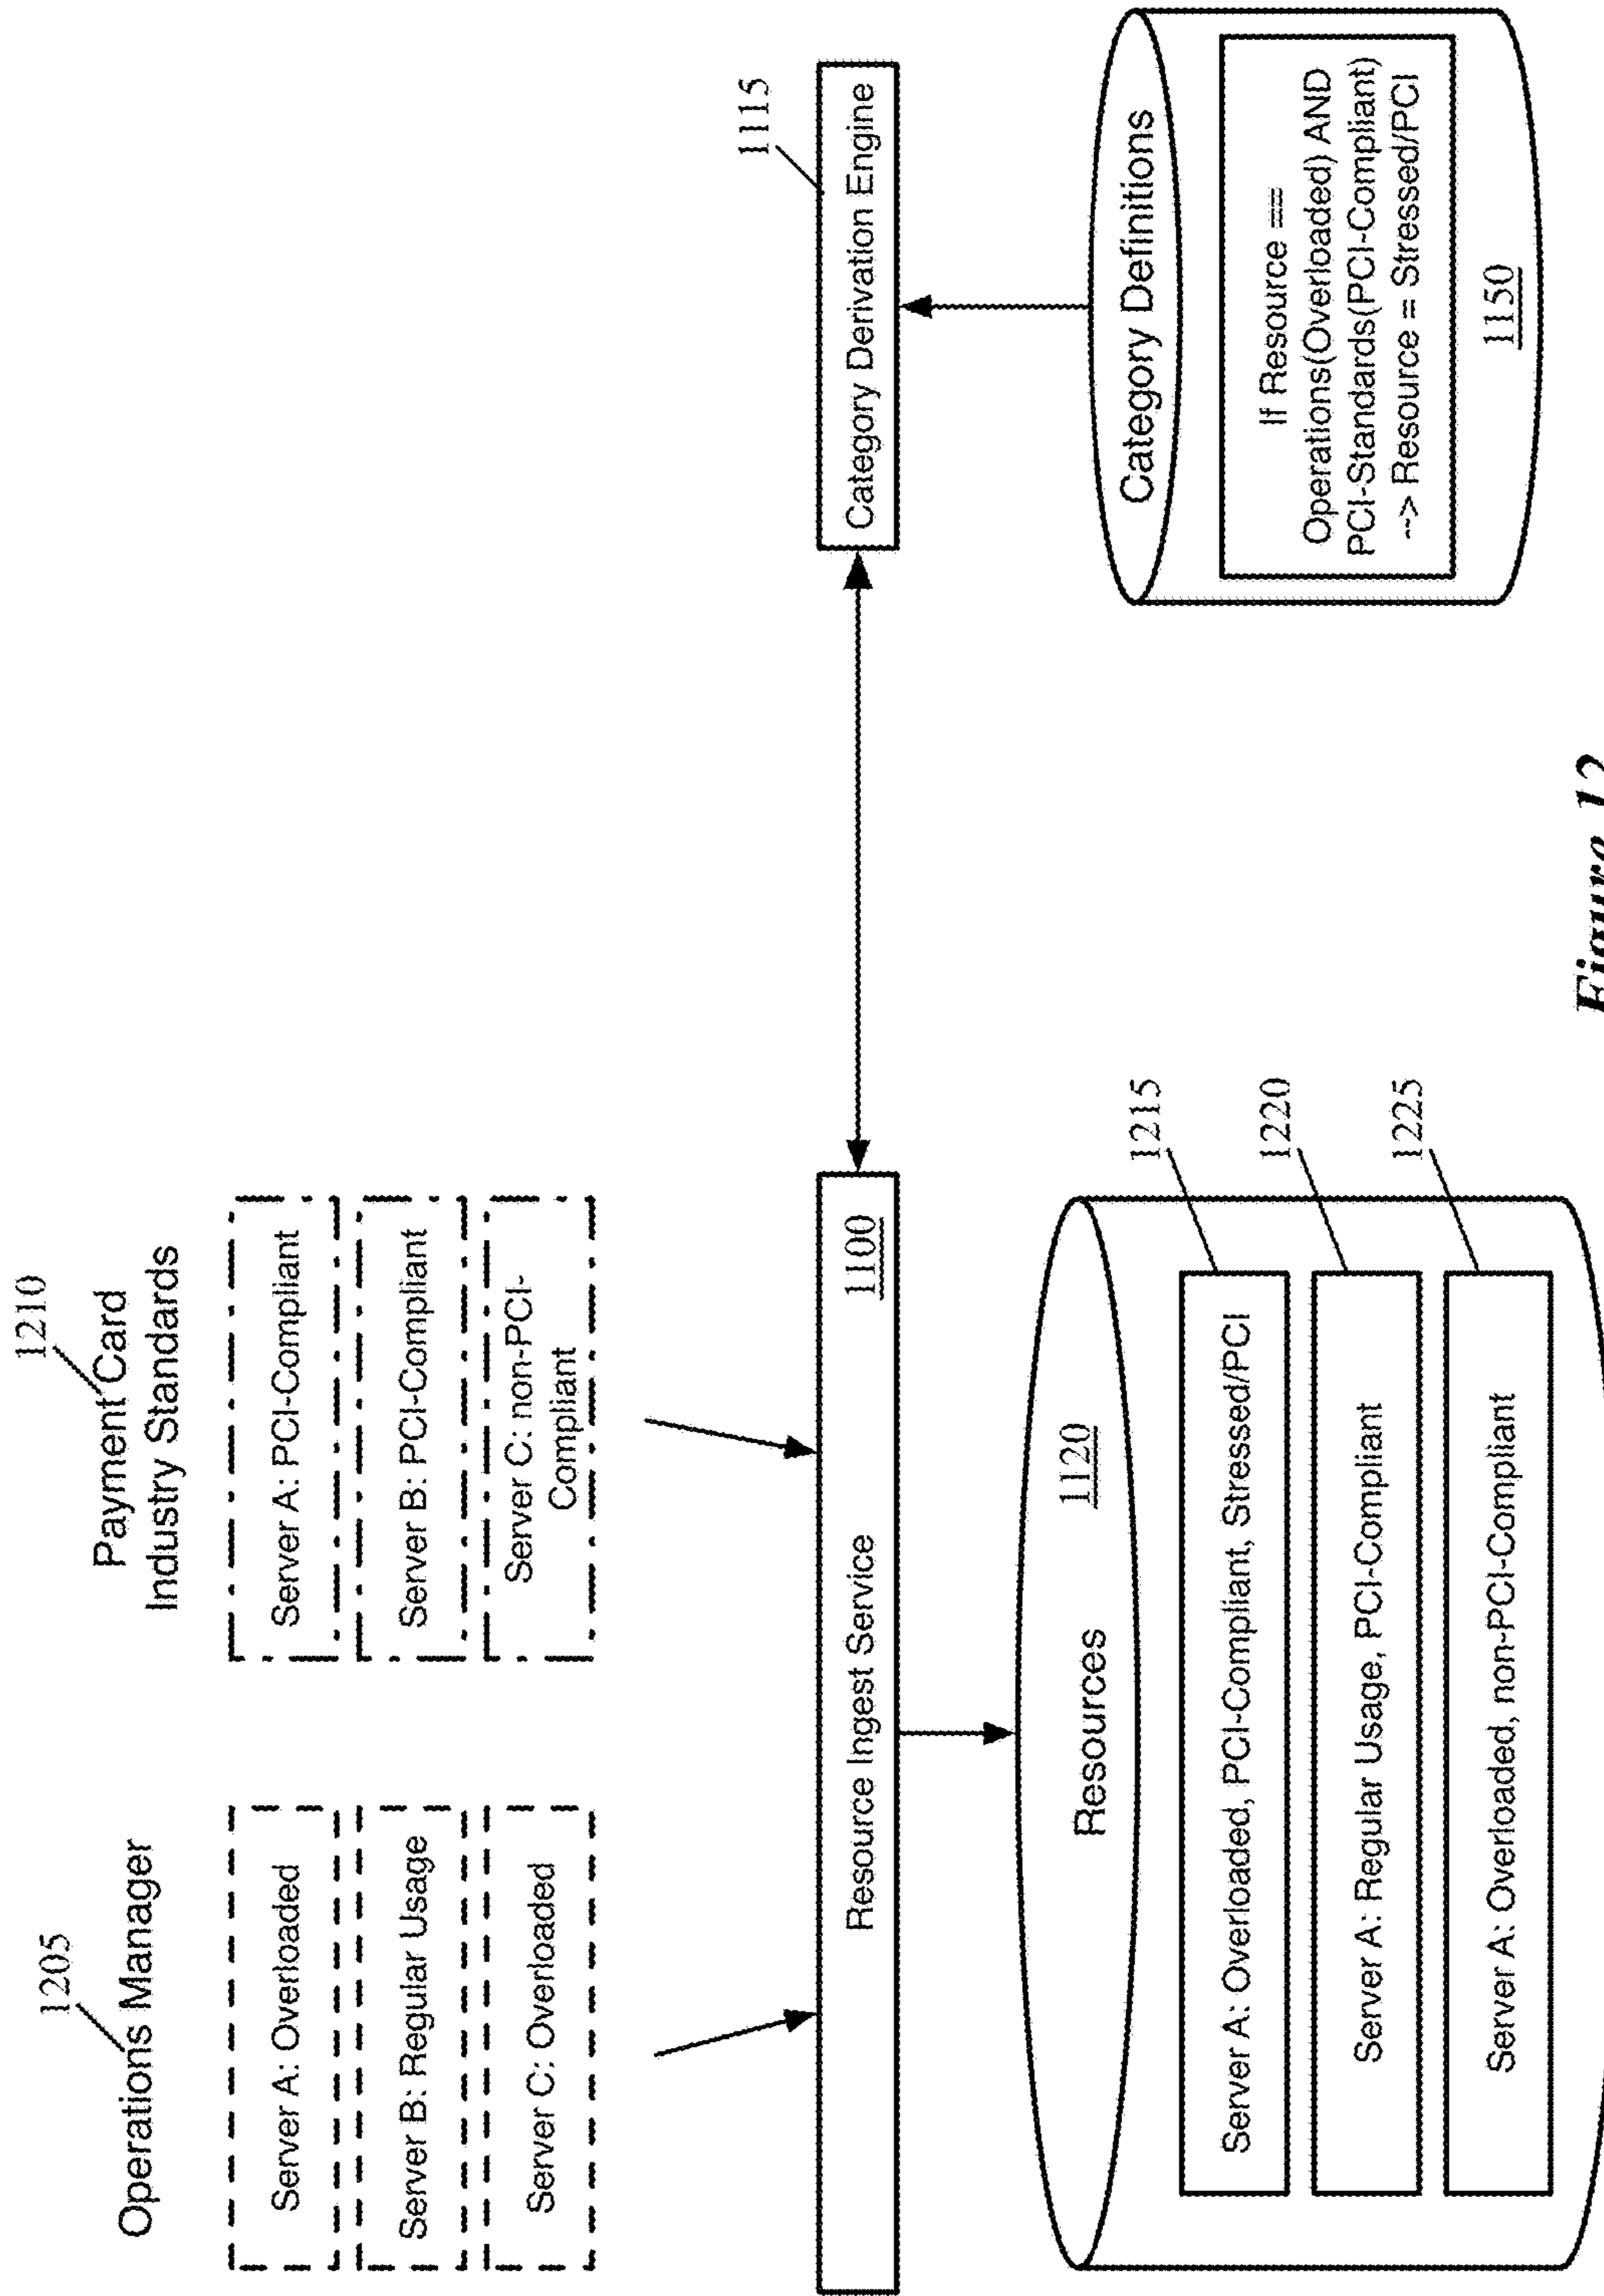 1205
Operations Manager
Server A: Overloaded
Server B: Regular Usage
Server C: Overloaded
1210
Payment Card
Industry Standards
Server A: PCI-Compliant
Server B: PCI-Compliant
Server C: non-PCI-
Compliant
Resource Ingest Service
1100
1115
Category Derivation Engine
Resources
1120
1215
Server A: Overloaded, PCI-Compliant, Stressed/PCI
1220
Server A: Regular Usage, PCI-Compliant
1225
Server A: Overloaded, non-PCI-Compliant
Category Definitions
If Resource ==
Operations(Overloaded) AND
PCI-Standards(PCI-Compliant)
--> Resource = Stressed/PCI
1150
Figure 12